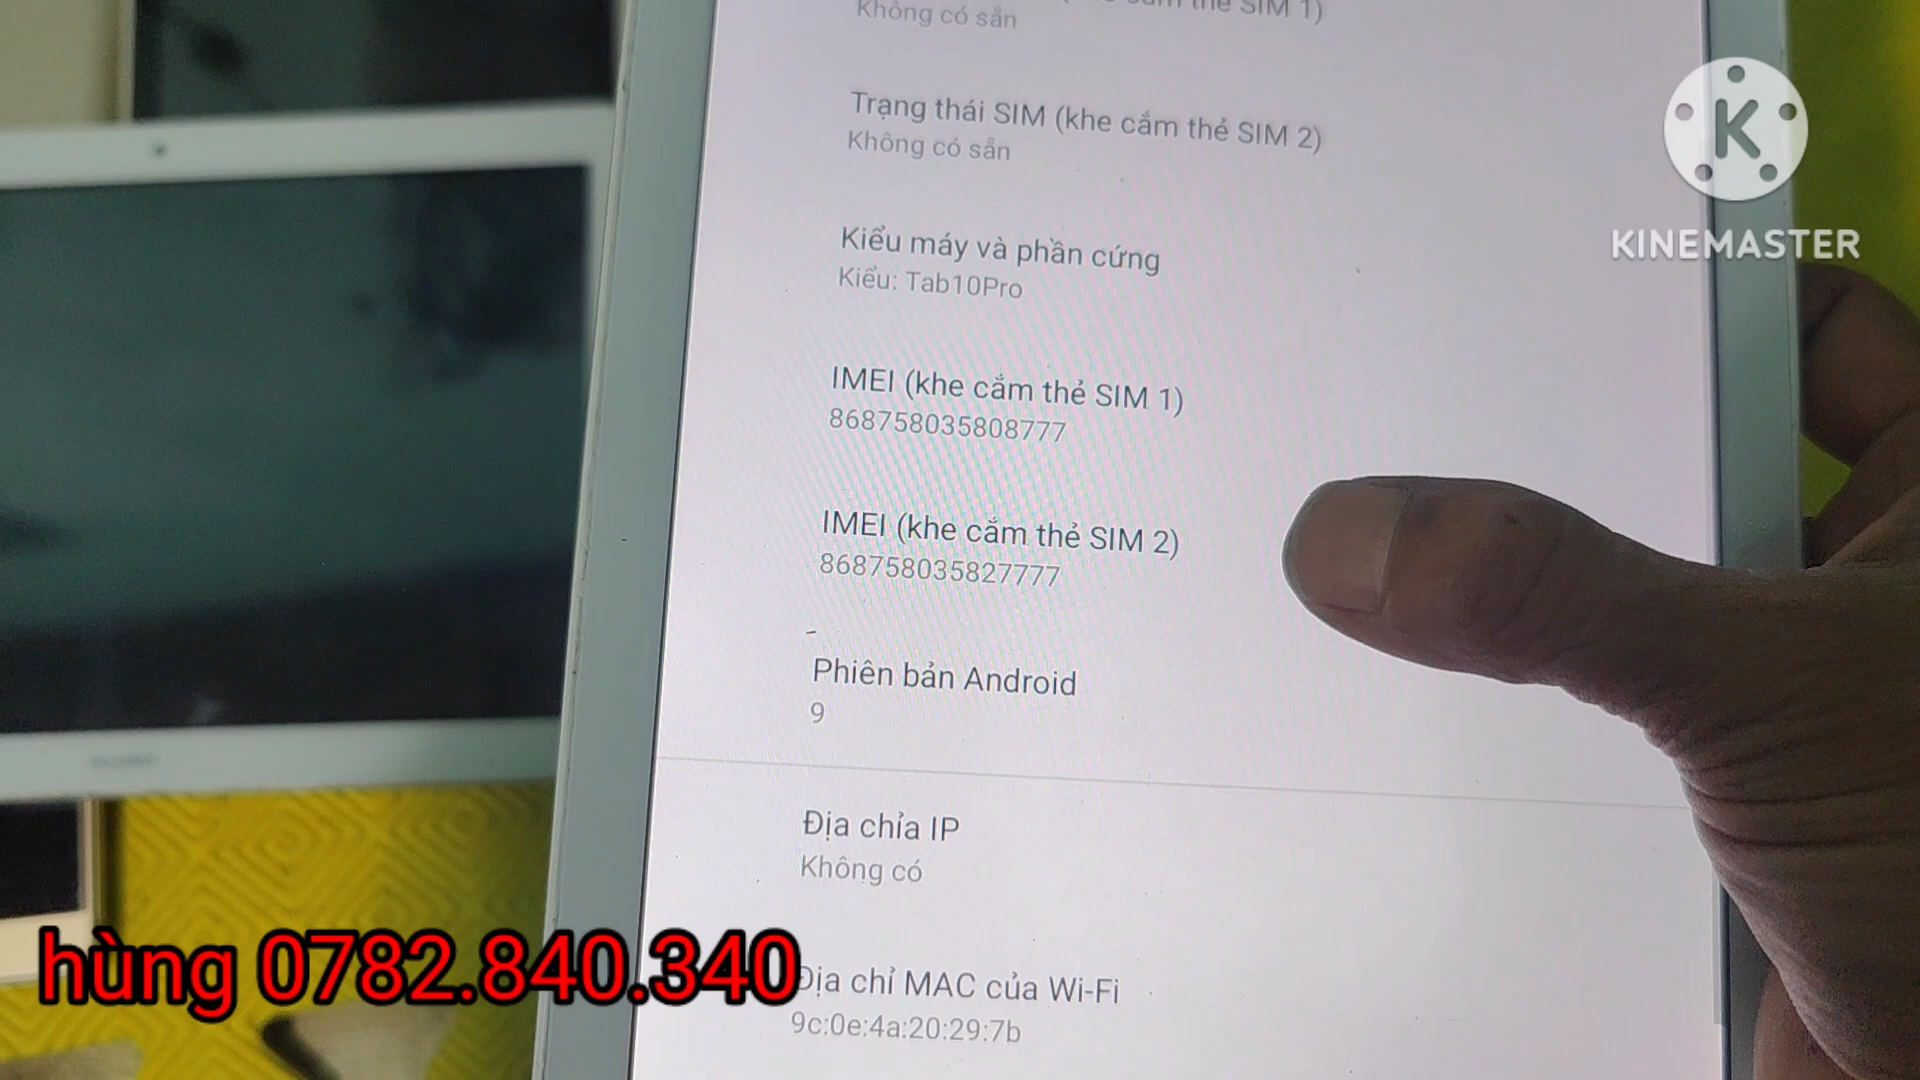 SIM 1)
Không có sẵn
Trạng thái SIM (khe cắm thẻ SIM 2)
Không có sẵn
Kiểu máy và phần cứng
Kiểu: Tab10Pro
IMEI (khe cắm thẻ SIM 1)
868758035808777
IMEI (khe cắm thẻ SIM 2)
868758035827777
Phiên bản Android
9
Địa chỉa IP
Không có
Địa chỉ MAC của Wi-Fi
9c:0e:4a:20:29:7b
K
KINEMASTER
hùng 0782.840.340